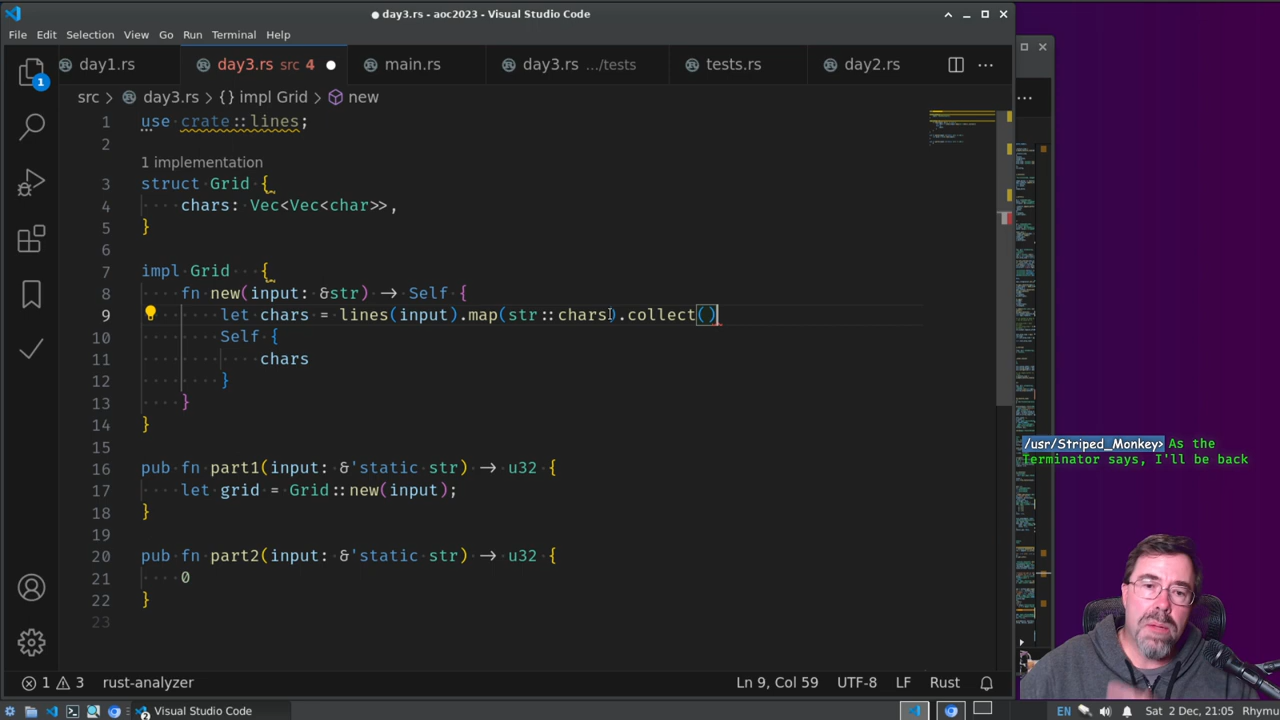 day3.rs - aoc2023 - Visual Studio Code
File Edit Selection View Go Run Terminal Help
day1.rs day3.rs src 4 main.rs day3.rs .../tests tests.rs day2.rs
src > day3.rs > {} impl Grid > new
1 use crate::lines;
2
1 implementation
3 struct Grid {
4 chars: Vec<Vec<char>>,
5 }
6
7 impl Grid {
8 fn new(input: &str) -> Self {
9 let chars = lines(input).map(str::chars).collect()
10 Self {
11 chars
12 }
13 }
14 }
15
16 pub fn part1(input: &'static str) -> u32 {
17 let grid = Grid::new(input);
18 }
19
20 pub fn part2(input: &'static str) -> u32 {
21 0
22 }
23
/usr/Striped_Monkey> As the
Terminator says, I'll be back
1 3 rust-analyzer Ln 9, Col 59 UTF-8 LF Rust
2 Visual Studio Code EN Sat 2 Dec, 21:05 Rhymu
1